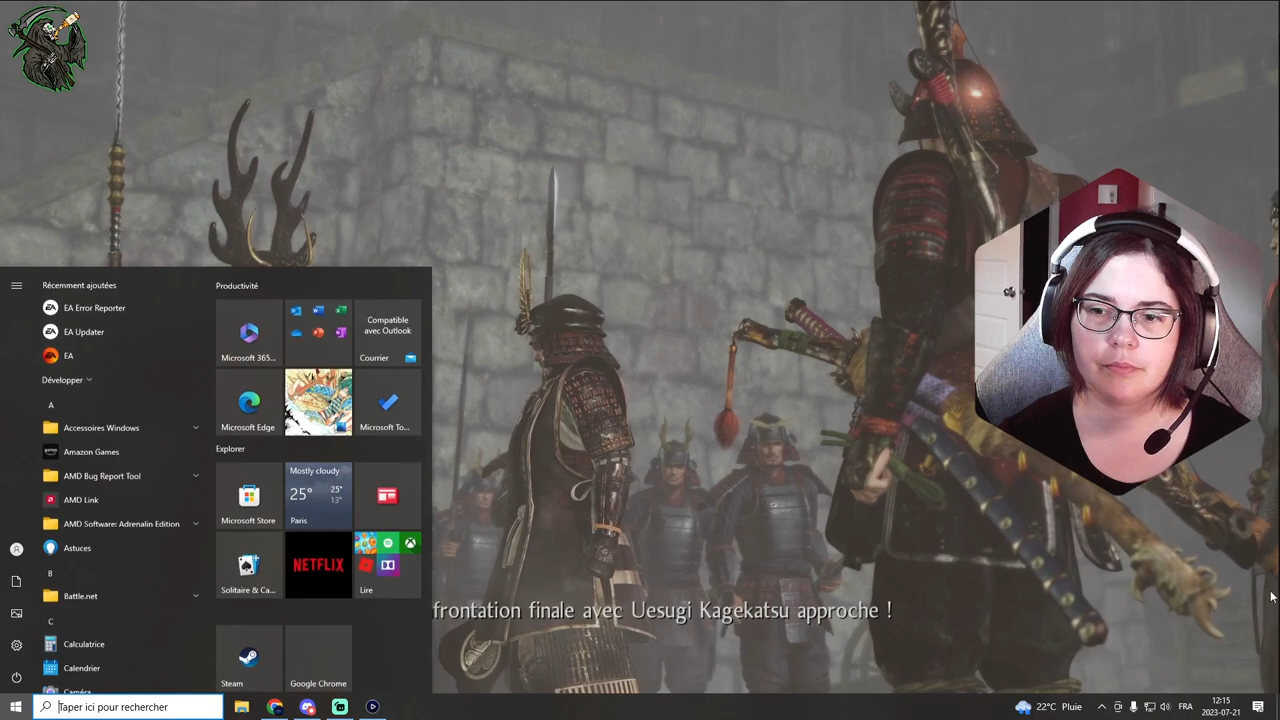 Récemment ajoutées
EA Error Reporter
EA Updater
EA
Développer
A
Accessoires Windows
Amazon Games
AMD Bug Report Tool
AMD Link
AMD Software: Adrenalin Edition
Astuces
B
Battle.net
C
Calculatrice
Calendrier
Caméra
Productivité
Microsoft 365...
Compatible
avec Outlook
Courrier
Microsoft Edge
Microsoft To...
Explorer
Microsoft Store
Mostly cloudy
25° 25°
13°
Paris
Solitaire & Ca...
NETFLIX
Lire
Steam
Google Chrome
frontation finale avec Uesugi Kagekatsu approche !
Taper ici pour rechercher
22°C Pluie
FRA
12:15
2023-07-21